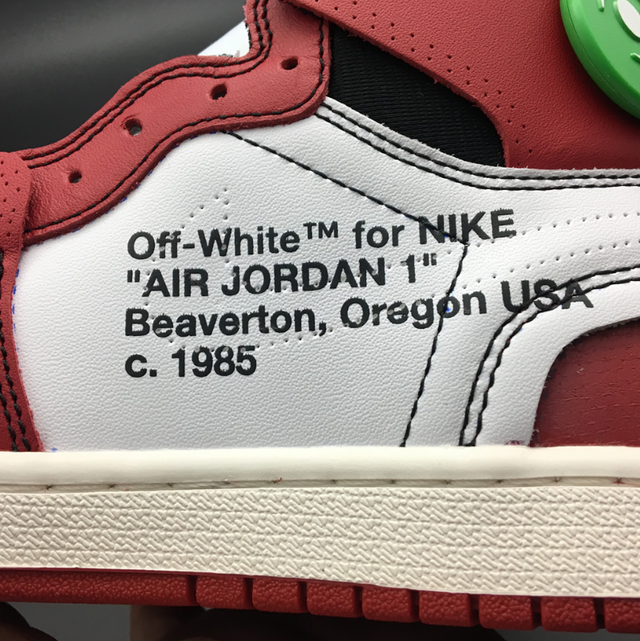 Off-White™ for NIKE
"AIR JORDAN 1"
Beaverton, Oregon USA
c. 1985